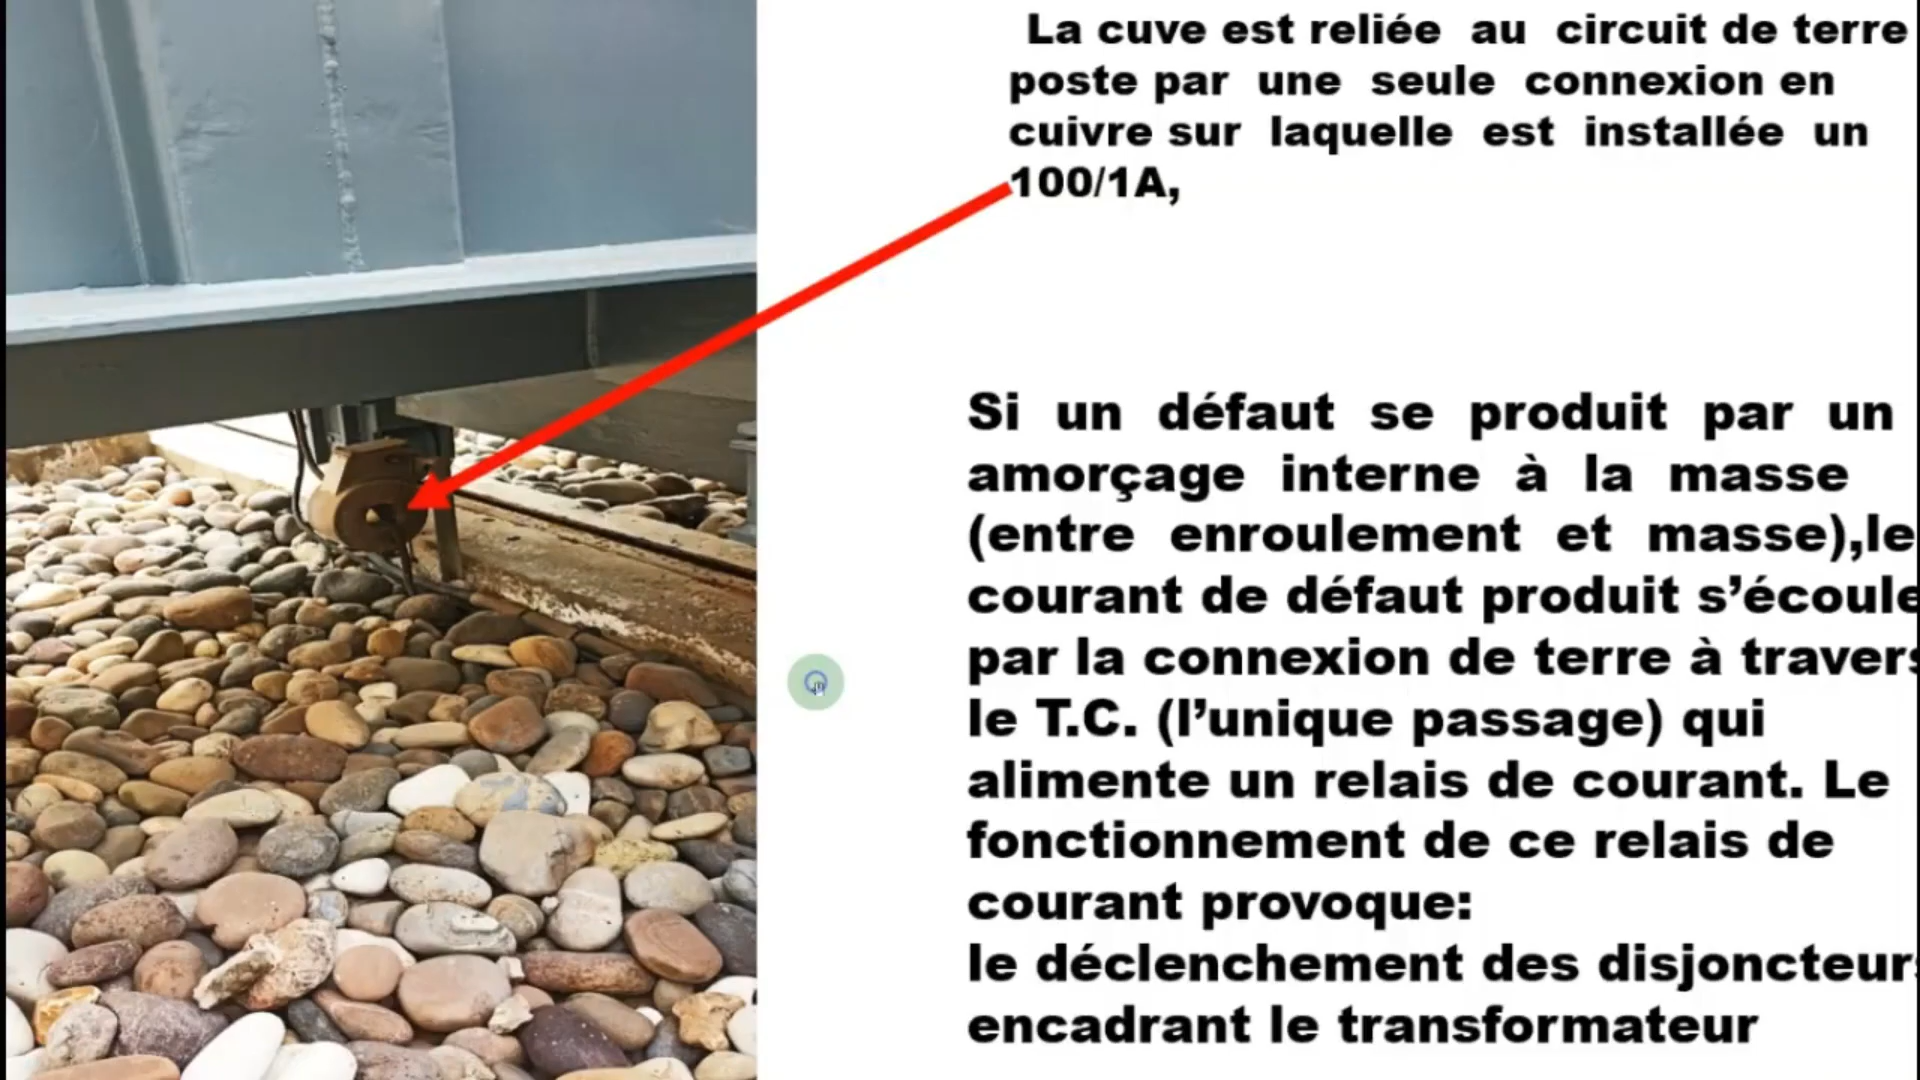 La cuve est reliée au circuit de terre
poste par une seule connexion en
cuivre sur laquelle est installée un
100/1A,
Si un défaut se produit par un
amorçage interne à la masse
(entre enroulement et masse),le
courant de défaut produit s’écoule
par la connexion de terre à travers
le T.C. (l’unique passage) qui
alimente un relais de courant. Le
fonctionnement de ce relais de
courant provoque:
le déclenchement des disjoncteurs
encadrant le transformateur